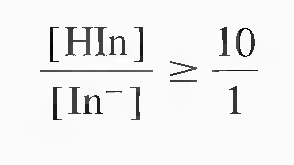 [HIn] / [In⁻] ≥ 10 / 1